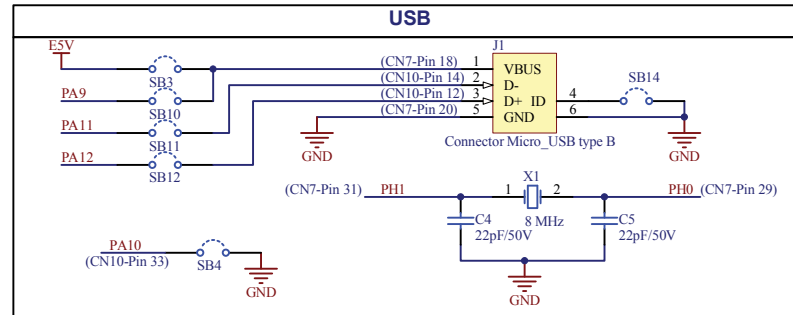 USB
E5V
J1
(CN7-Pin 18) 1 VBUS
SB3
(CN10-Pin 14) 2 D-
PA9
(CN10-Pin 12) 3 D+ ID 4 SB14
SB10
(CN7-Pin 20) 5 GND 6
PA11
SB11
Connector Micro_USB type B
PA12
SB12
GND
GND
(CN7-Pin 31) PH1 1 X1 2 PH0 (CN7-Pin 29)
8 MHz
C4
22pF/50V
C5
22pF/50V
PA10
(CN10-Pin 33)
SB4
GND
GND